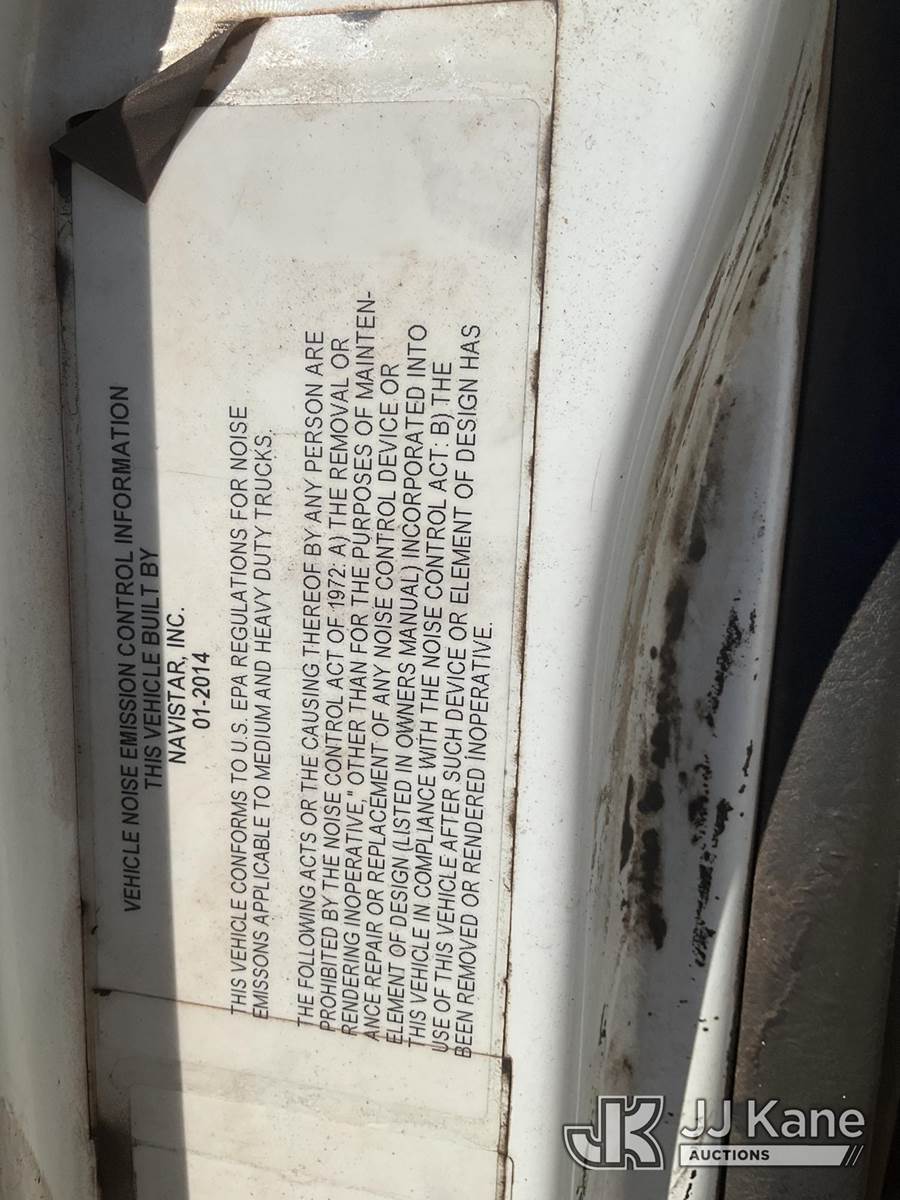 VEHICLE NOISE EMISSION CONTROL INFORMATION
THIS VEHICLE BUILT BY
NAVISTAR, INC.
01-2014
THIS VEHICLE CONFORMS TO U.S. EPA REGULATIONS FOR NOISE
EMISSONS APPLICABLE TO MEDIUM AND HEAVY DUTY TRUCKS.
THE FOLLOWING ACTS OR THE CAUSING THEREOF BY ANY PERSON ARE
PROHIBITED BY THE NOISE CONTROL ACT OF 1972: A) THE REMOVAL OR
RENDERING INOPERATIVE," OTHER THAN FOR THE PURPOSES OF MAINTEN-
ANCE REPAIR OR REPLACEMENT OF ANY NOISE CONTROL DEVICE OR
ELEMENT OF DESIGN (LISTED IN OWNERS MANUAL) INCORPORATED INTO
THIS VEHICLE IN COMPLIANCE WITH THE NOISE CONTROL ACT: B) THE
USE OF THIS VEHICLE AFTER SUCH DEVICE OR ELEMENT OF DESIGN HAS
BEEN REMOVED OR RENDERED INOPERATIVE.
JK JJ Kane
AUCTIONS